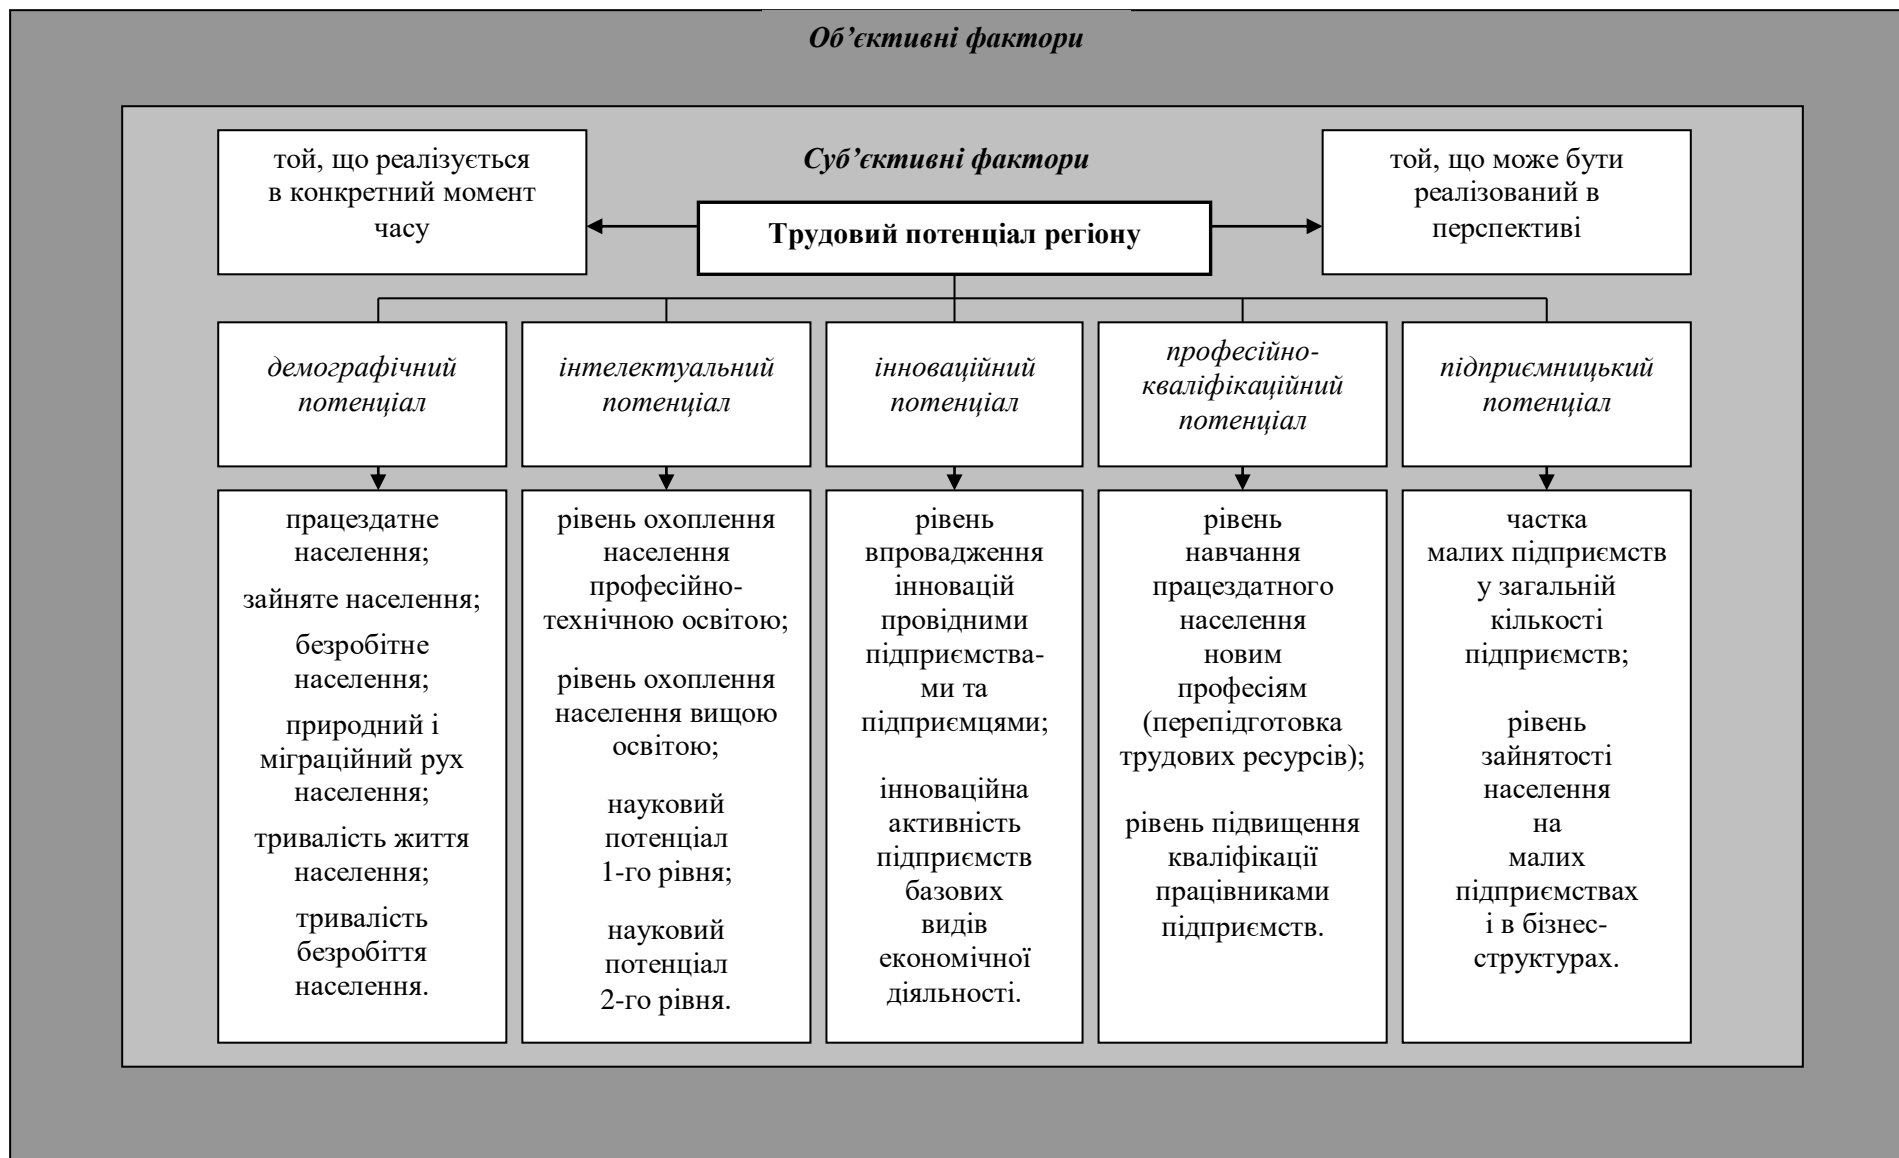 Об’єктивні фактори
той, що реалізується
в конкретний момент
часу
Суб’єктивні фактори
Трудовий потенціал регіону
той, що може бути
реалізований в
перспективі
демографічний
потенціал
інтелектуальний
потенціал
інноваційний
потенціал
професійно-
кваліфікаційний
потенціал
підприємницький
потенціал
працездатне
населення;
зайняте населення;
безробітне
населення;
природний і
міграційний рух
населення;
тривалість життя
населення;
тривалість
безробіття
населення.
рівень охоплення
населення
професійно-
технічною освітою;
рівень охоплення
населення вищою
освітою;
науковий
потенціал
1-го рівня;
науковий
потенціал
2-го рівня.
рівень
впровадження
інновацій
провідними
підприємства-
ми та
підприємцями;
інноваційна
активність
підприємств
базових
видів
економічної
діяльності.
рівень
навчання
працездатного
населення
новим
професіям
(перепідготовка
трудових ресурсів);
рівень підвищення
кваліфікації
працівниками
підприємств.
частка
малих підприємств
у загальній
кількості
підприємств;
рівень
зайнятості
населення
на
малих
підприємствах
і в бізнес-
структурах.